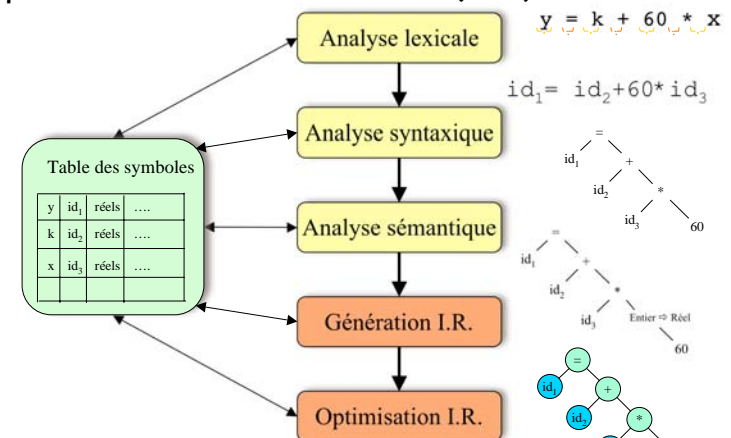 Analyse lexicale
y = k + 60 * x
id1= id2+60*id3
Analyse syntaxique
=
id1
+
id2
*
id3
60
Table des symboles
y id1 réels ....
k id2 réels ....
x id3 réels ....
Analyse sémantique
=
id1
+
id2
*
id3
Entier ⇨ Réel
60
Génération I.R.
=
id1
+
id2
*
Optimisation I.R.